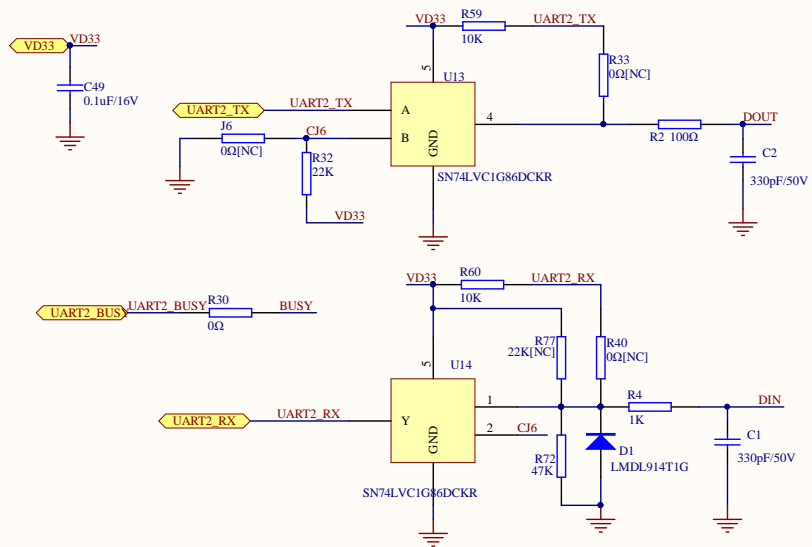 VD33
R59
UART2_TX
10K
VD33
VD33
C49
0.1uF/16V
5
U13
R33
0Ω[NC]
UART2_TX
UART2_TX
A
4
DOUT
J6
CJ6
B
GND
R2 100Ω
0Ω[NC]
R32
22K
C2
SN74LVC1G86DCKR
330pF/50V
VD33
VD33
R60
UART2_RX
10K
UART2_BUSY
UART2_BUSY
R30
BUSY
0Ω
R77
22K[NC]
R40
0Ω[NC]
5
U14
R4
1
DIN
1K
UART2_RX
UART2_RX
Y
GND
2
CJ6
C1
330pF/50V
R72
47K
D1
LMDL914T1G
SN74LVC1G86DCKR